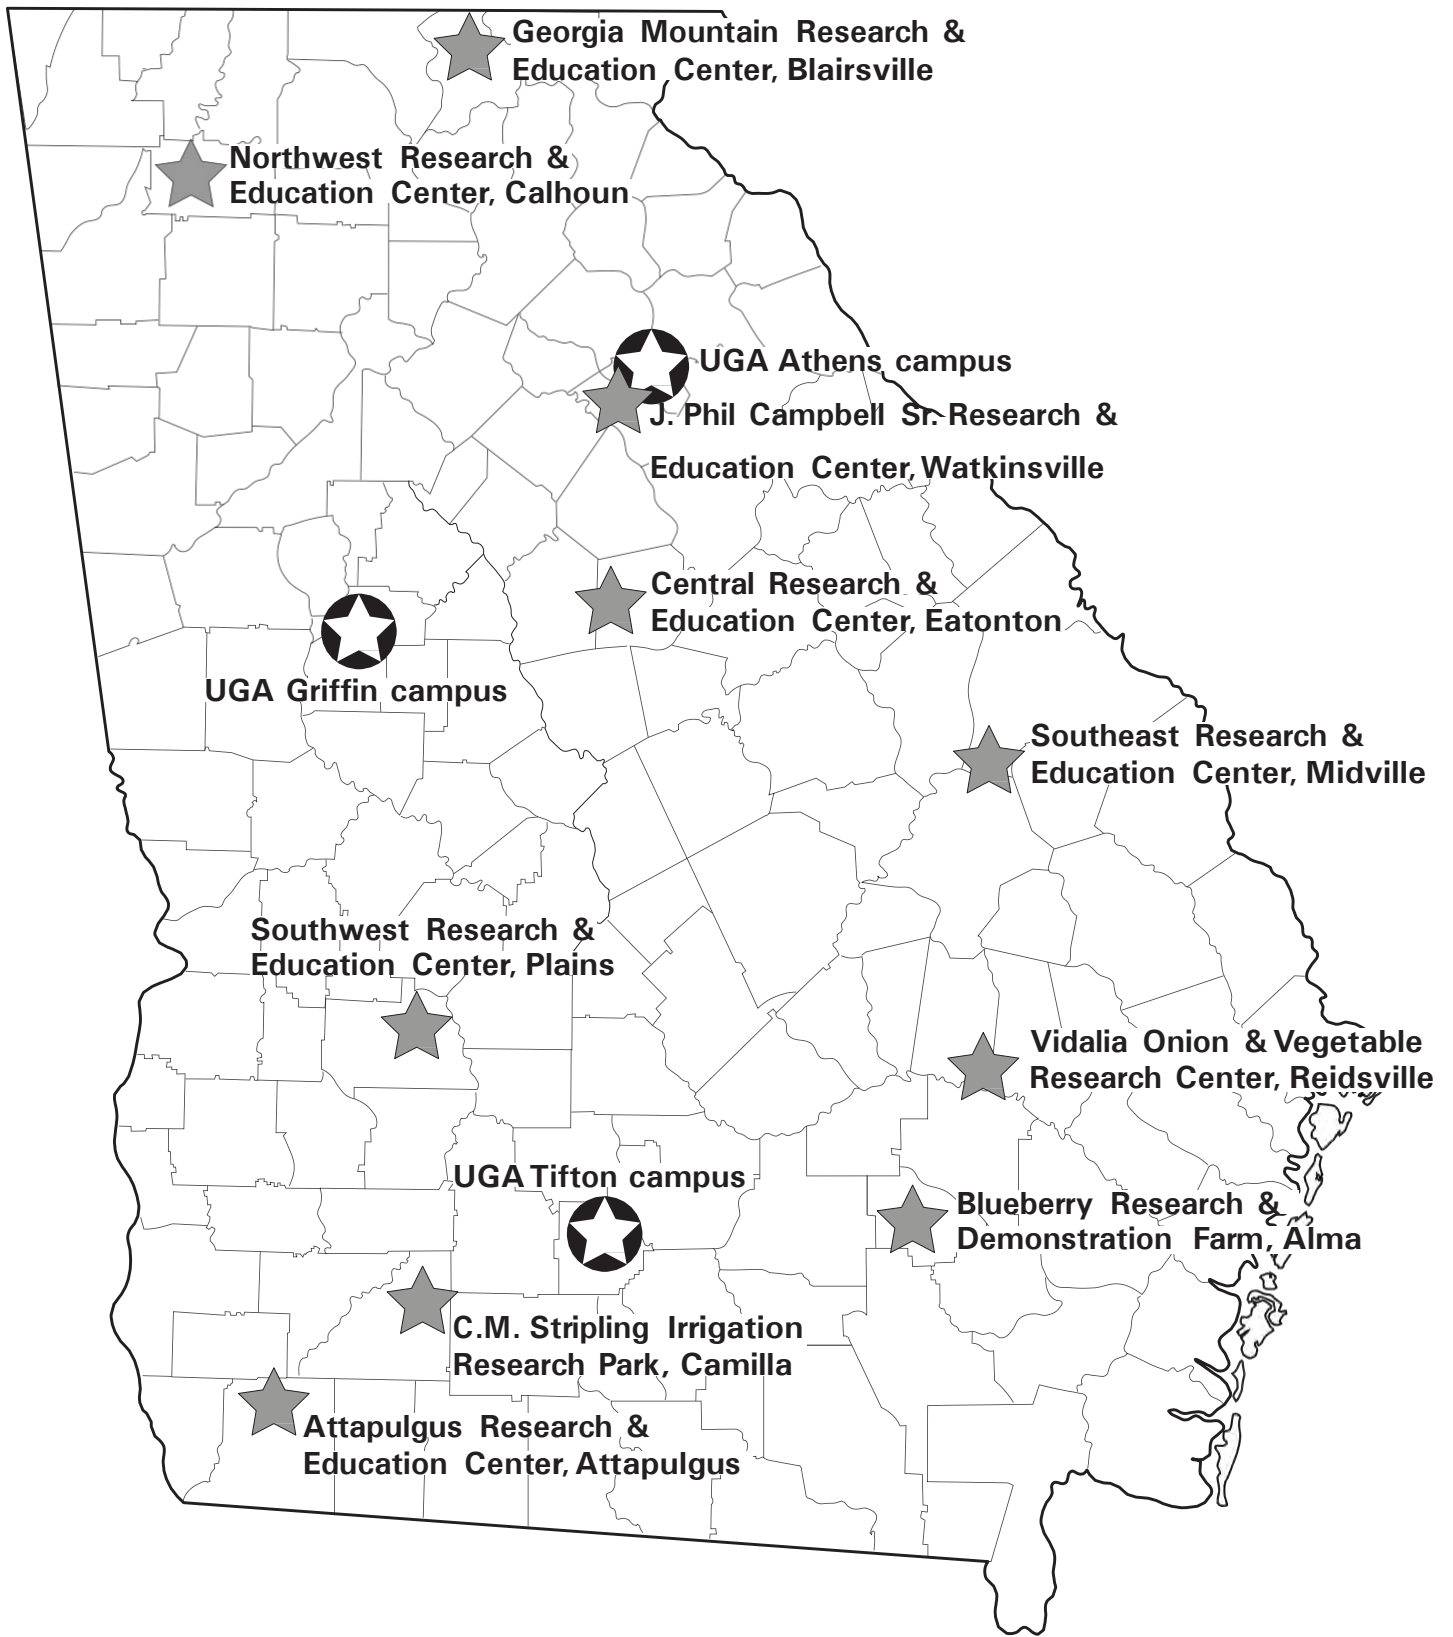 Georgia Mountain Research &
Education Center, Blairsville
Northwest Research &
Education Center, Calhoun
UGA Athens campus
J. Phil Campbell Sr. Research &
Education Center, Watkinsville
Central Research &
Education Center, Eatonton
UGA Griffin campus
Southeast Research &
Education Center, Midville
Southwest Research &
Education Center, Plains
Vidalia Onion & Vegetable
Research Center, Reidsville
UGA Tifton campus
Blueberry Research &
Demonstration Farm, Alma
C.M. Stripling Irrigation
Research Park, Camilla
Attapulgus Research &
Education Center, Attapulgus